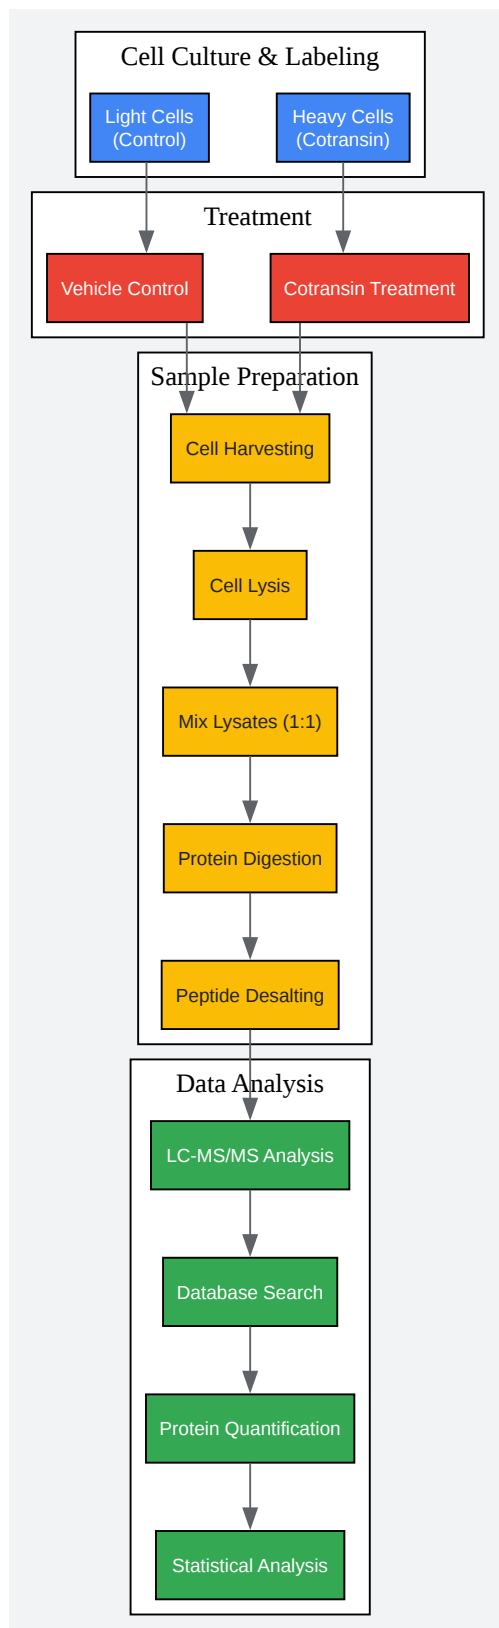 Cell Culture & Labeling
Light Cells
(Control)
Heavy Cells
(Cotransin)
Treatment
Vehicle Control
Cotransin Treatment
Sample Preparation
Cell Harvesting
Cell Lysis
Mix Lysates (1:1)
Protein Digestion
Peptide Desalting
Data Analysis
LC-MS/MS Analysis
Database Search
Protein Quantification
Statistical Analysis